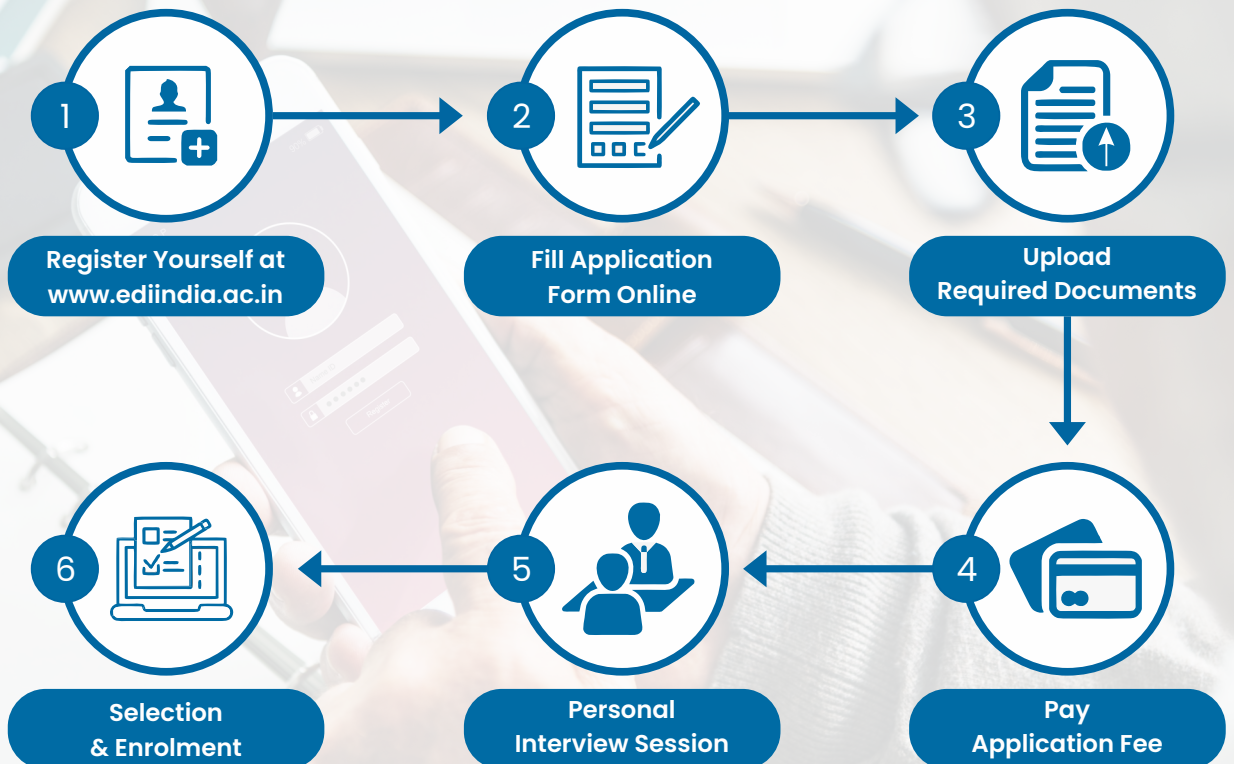 1
Register Yourself at
www.ediindia.ac.in
2
Fill Application
Form Online
3
Upload
Required Documents
4
Pay
Application Fee
5
Personal
Interview Session
6
Selection
& Enrolment